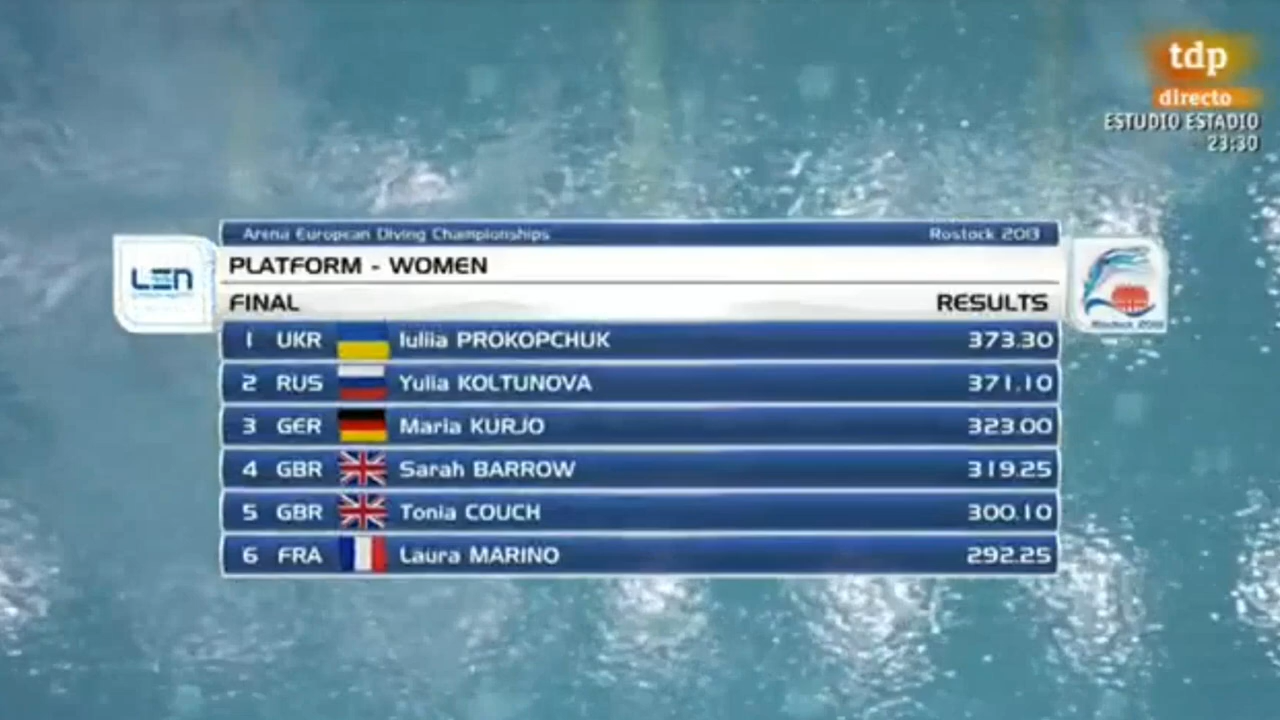 tdp
directo
ESTUDIO ESTADIO
23:30
Arena European Diving Championships Rostock 2013
LEN
PLATFORM - WOMEN
FINAL RESULTS
1 UKR Iuliia PROKOPCHUK 373.30
2 RUS Yulia KOLTUNOVA 371.10
3 GER Maria KURJO 323.00
4 GBR Sarah BARROW 319.25
5 GBR Tonia COUCH 300.10
6 FRA Laura MARINO 292.25
Rostock 2013